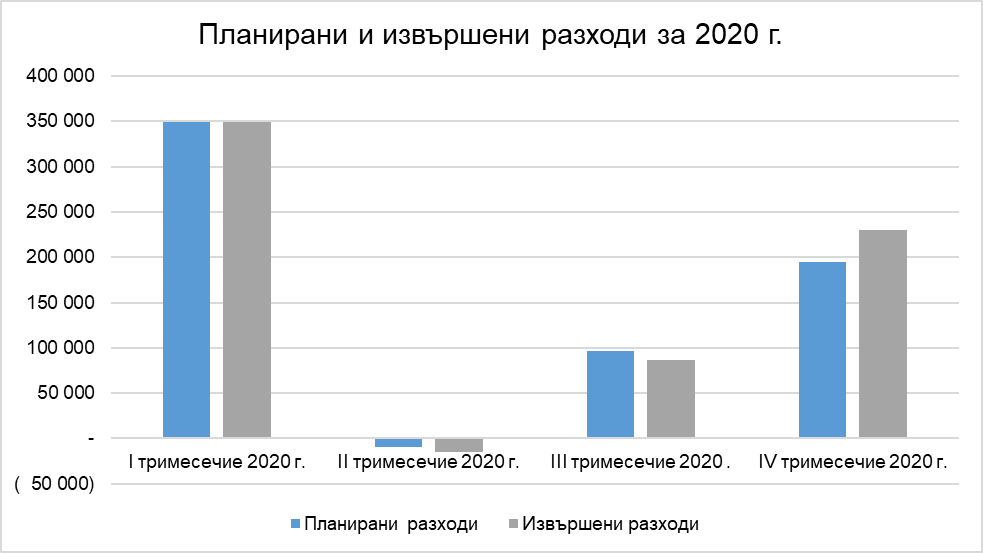 Планирани и извършени разходи за 2020 г.
400 000
350 000
300 000
250 000
200 000
150 000
100 000
50 000
-
( 50 000)
I тримесечие 2020 г. II тримесечие 2020 г. III тримесечие 2020 . IV тримесечие 2020 г.
Планирани разходи Извършени разходи